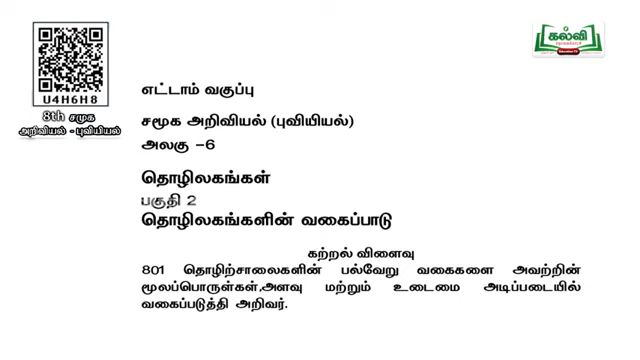 கல்வி
U4H6H8
8th சமூக
அறிவியல் - புவியியல்
எட்டாம் வகுப்பு
சமூக அறிவியல் (புவியியல்)
அலகு -6
தொழிலகங்கள்
பகுதி 2
தொழிலகங்களின் வகைப்பாடு
கற்றல் விளைவு
801 தொழிற்சாலைகளின் பல்வேறு வகைகளை அவற்றின்
மூலப்பொருள்கள்,அளவு மற்றும் உடைமை அடிப்படையில்
வகைப்படுத்தி அறிவர்.